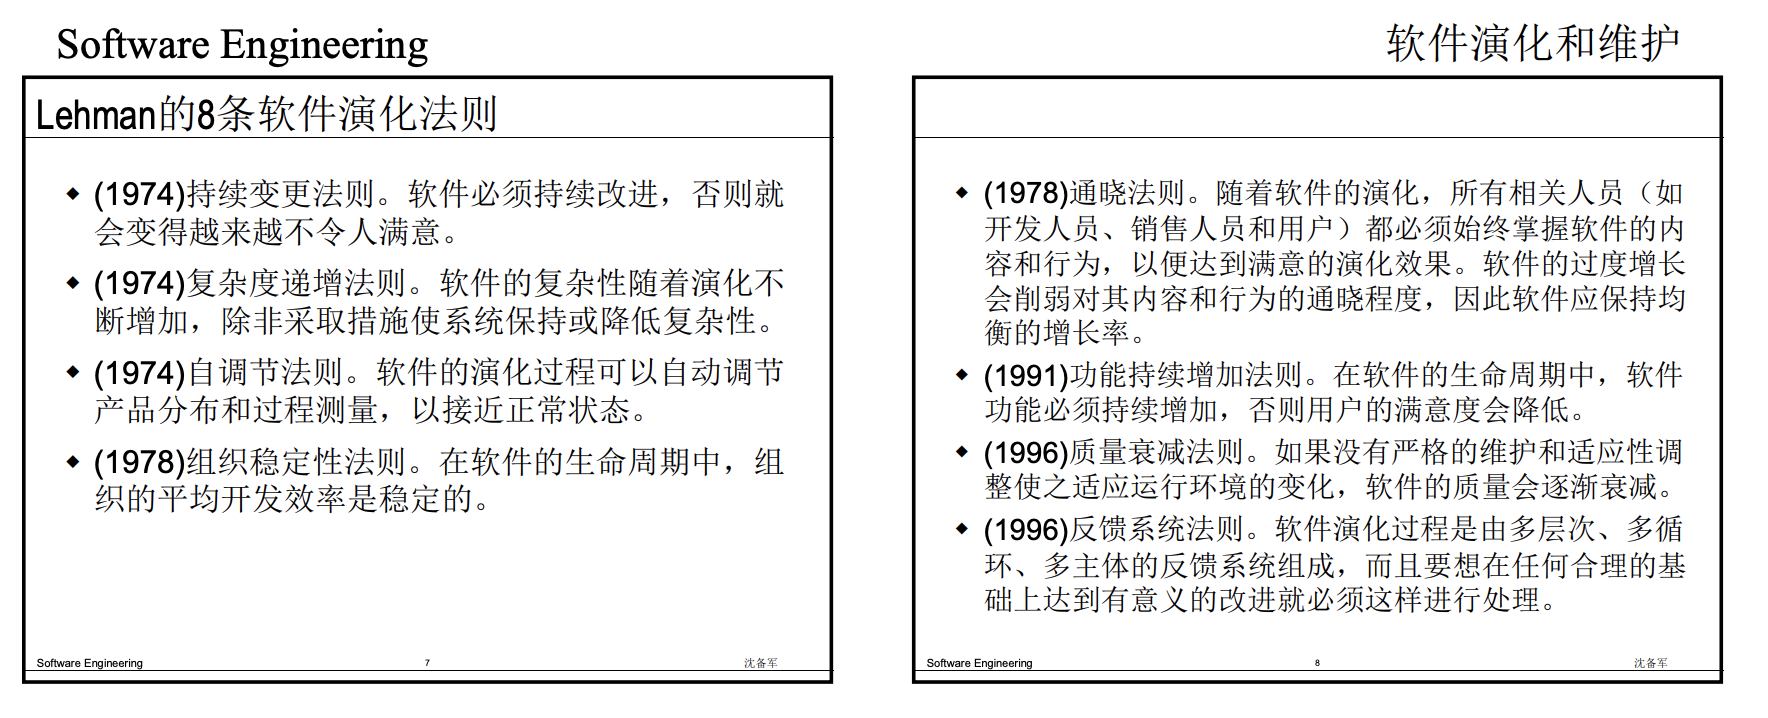 Software Engineering
软件演化和维护
Lehman的8条软件演化法则
◆ (1974)持续变更法则。软件必须持续改进，否则就
会变得越来越不令人满意。
◆ (1974)复杂度递增法则。软件的复杂性随着演化不
断增加，除非采取措施使系统保持或降低复杂性。
◆ (1974)自调节法则。软件的演化过程可以自动调节
产品分布和过程测量，以接近正常状态。
◆ (1978)组织稳定性法则。在软件的生命周期中，组
织的平均开发效率是稳定的。
Software Engineering 7 沈备军
◆ (1978)通晓法则。随着软件的演化，所有相关人员（如
开发人员、销售人员和用户）都必须始终掌握软件的内
容和行为，以便达到满意的演化效果。软件的过度增长
会削弱对其内容和行为的通晓程度，因此软件应保持均
衡的增长率。
◆ (1991)功能持续增加法则。在软件的生命周期中，软件
功能必须持续增加，否则用户的满意度会降低。
◆ (1996)质量衰减法则。如果没有严格的维护和适应性调
整使之适应运行环境的变化，软件的质量会逐渐衰减。
◆ (1996)反馈系统法则。软件演化过程是由多层次、多循
环、多主体的反馈系统组成，而且要想在任何合理的基
础上达到有意义的改进就必须这样进行处理。
Software Engineering 8 沈备军